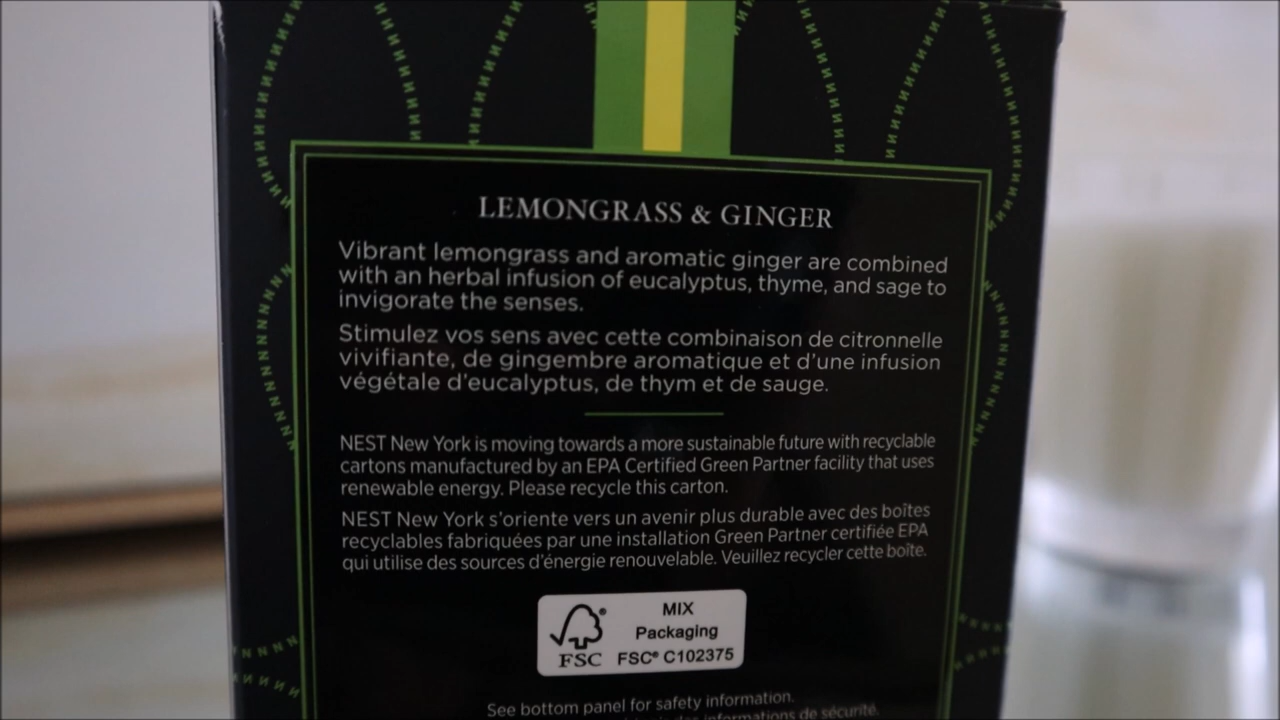 LEMONGRASS & GINGER
Vibrant lemongrass and aromatic ginger are combined
with an herbal infusion of eucalyptus, thyme, and sage to
invigorate the senses.
Stimulez vos sens avec cette combinaison de citronnelle
vivifiante, de gingembre aromatique et d'une infusion
végétale d'eucalyptus, de thym et de sauge.
NEST New York is moving towards a more sustainable future with recyclable
cartons manufactured by an EPA Certified Green Partner facility that uses
renewable energy. Please recycle this carton.
NEST New York s'oriente vers un avenir plus durable avec des boîtes
recyclables fabriquées par une installation Green Partner certifiée EPA
qui utilise des sources d'énergie renouvelable. Veuillez recycler cette boîte.
FSC
MIX
Packaging
FSC® C102375
See bottom panel for safety information.
informations de sécurité.